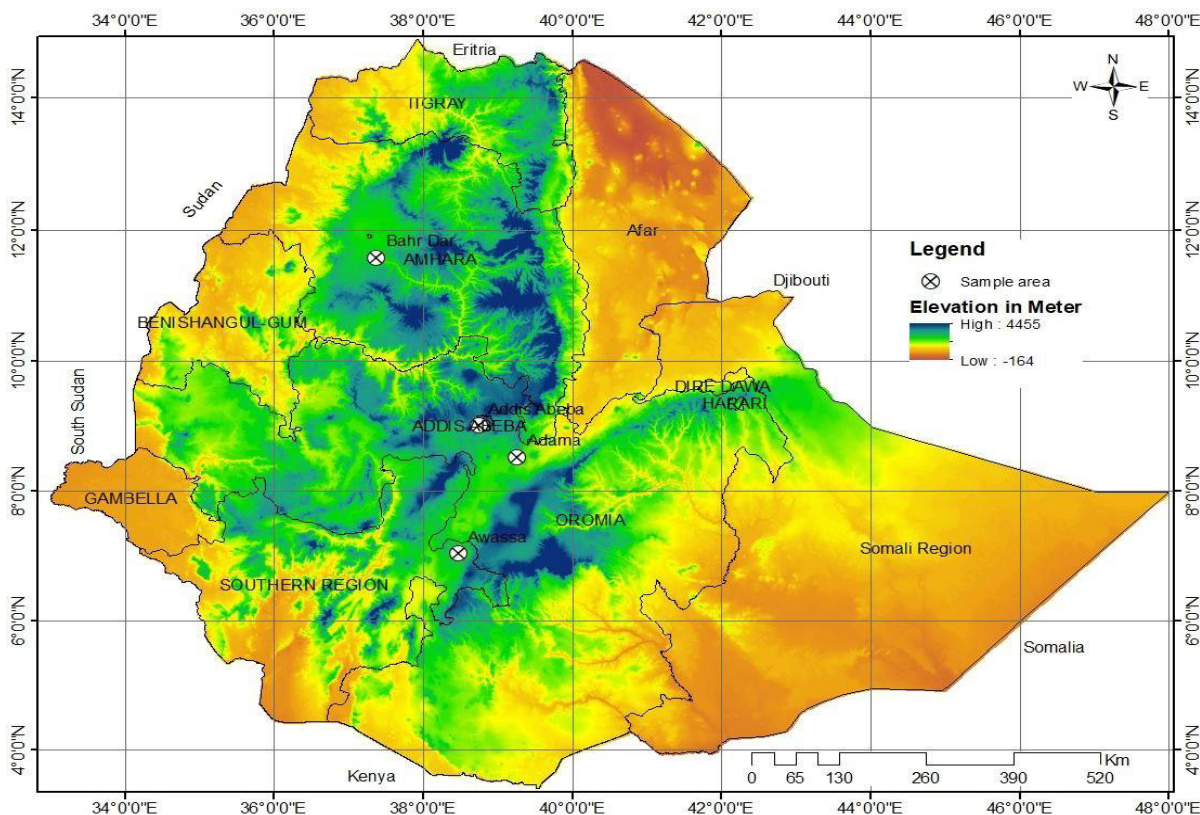 34°0'0"E 36°0'0"E 38°0'0"E 40°0'0"E 42°0'0"E 44°0'0"E 46°0'0"E 48°0'0"E
Eritria
N
W E
S
14°0'0"N 14°0'0"N
TIGRAY
Sudan
12°0'0"N 12°0'0"N
Afar
Bahr Dar
AMHARA
Legend
Sample area
Djibouti
Elevation in Meter
High : 4455
Low : -164
BENISHANGUL-GUM
10°0'0"N 10°0'0"N
South Sudan
DIRE DAWA
HARARI
Addis Abeba
ADDIS ABEBA
Adama
8°0'0"N 8°0'0"N
GAMBELLA
OROMIA
Awassa
Somali Region
SOUTHERN REGION
6°0'0"N 6°0'0"N
Somalia
4°0'0"N 4°0'0"N
Kenya
Km
0 65 130 260 390 520
34°0'0"E 36°0'0"E 38°0'0"E 40°0'0"E 42°0'0"E 44°0'0"E 46°0'0"E 48°0'0"E